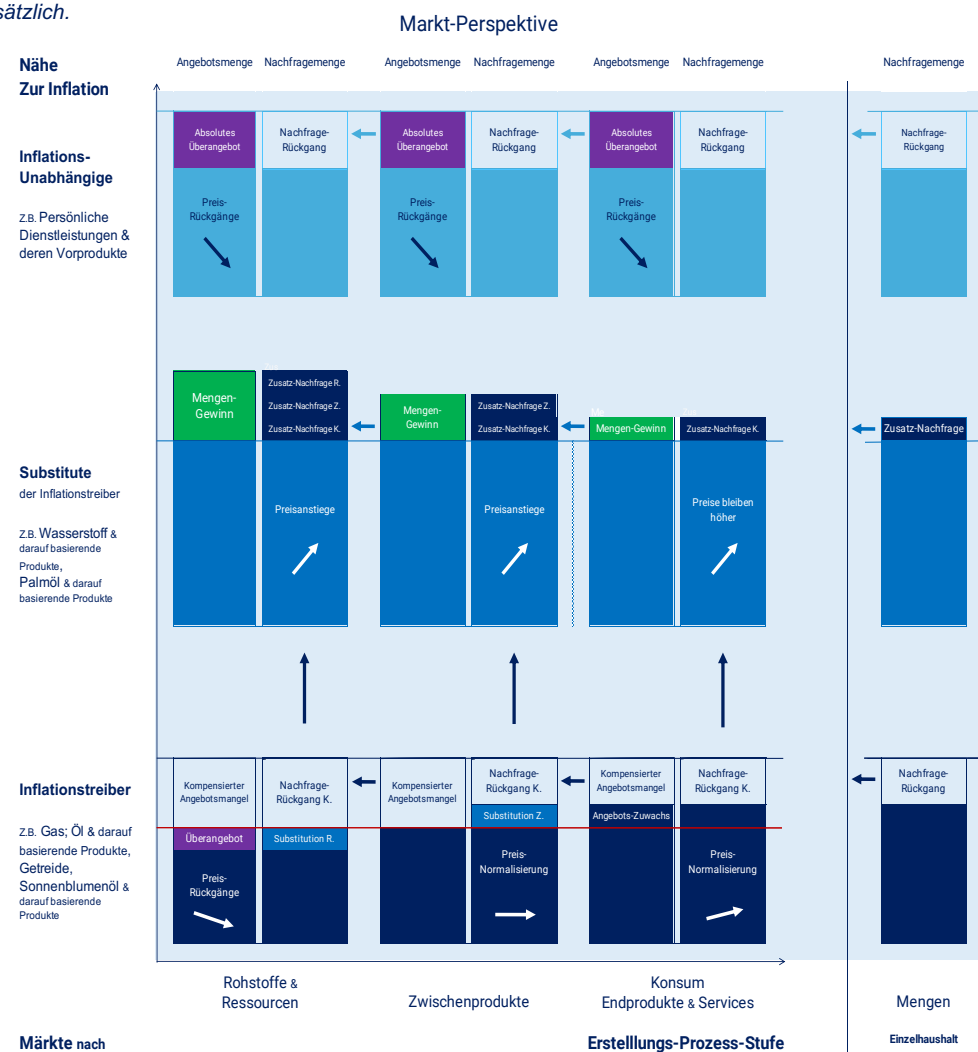 sätzlich.
Markt-Perspektive
Nähe
Zur Inflation
Angebotsmenge Nachfragemenge Angebotsmenge Nachfragemenge Angebotsmenge Nachfragemenge Nachfragemenge
Inflations-
Unabhängige
z.B. Persönliche
Dienstleistungen &
deren Vorprodukte
Absolutes
Überangebot
Nachfrage-
Rückgang
Absolutes
Überangebot
Nachfrage-
Rückgang
Absolutes
Überangebot
Nachfrage-
Rückgang
Nachfrage-
Rückgang
Preis-
Rückgänge
Preis-
Rückgänge
Preis-
Rückgänge
Substitute
der Inflationstreiber
z.B. Wasserstoff &
darauf basierende
Produkte,
Palmöl & darauf
basierende Produkte
Mengen-
Gewinn
Zusatz-Nachfrage R.
Zusatz-Nachfrage Z.
Zusatz-Nachfrage K.
Mengen-
Gewinn
Zusatz-Nachfrage Z.
Zusatz-Nachfrage K.
Me
Mengen-Gewinn
Zusatz-Nachfrage K.
Zusatz-Nachfrage
Preisanstiege
Preisanstiege
Preise bleiben
höher
Inflationstreiber
z.B. Gas; Öl & darauf
basierende Produkte,
Getreide,
Sonnenblumenöl &
darauf basierende
Produkte
Kompensierter
Angebotsmangel
Nachfrage-
Rückgang K.
Kompensierter
Angebotsmangel
Nachfrage-
Rückgang K.
Kompensierter
Angebotsmangel
Nachfrage-
Rückgang K.
Nachfrage-
Rückgang
Substitution Z.
Angebots-Zuwachs
Überangebot
Substitution R.
Preis-
Rückgänge
Preis-
Normalisierung
Preis-
Normalisierung
Rohstoffe &
Ressourcen
Zwischenprodukte
Konsum
Endprodukte & Services
Mengen
Märkte nach
Erstelllungs-Prozess-Stufe
Einzelhaushalt